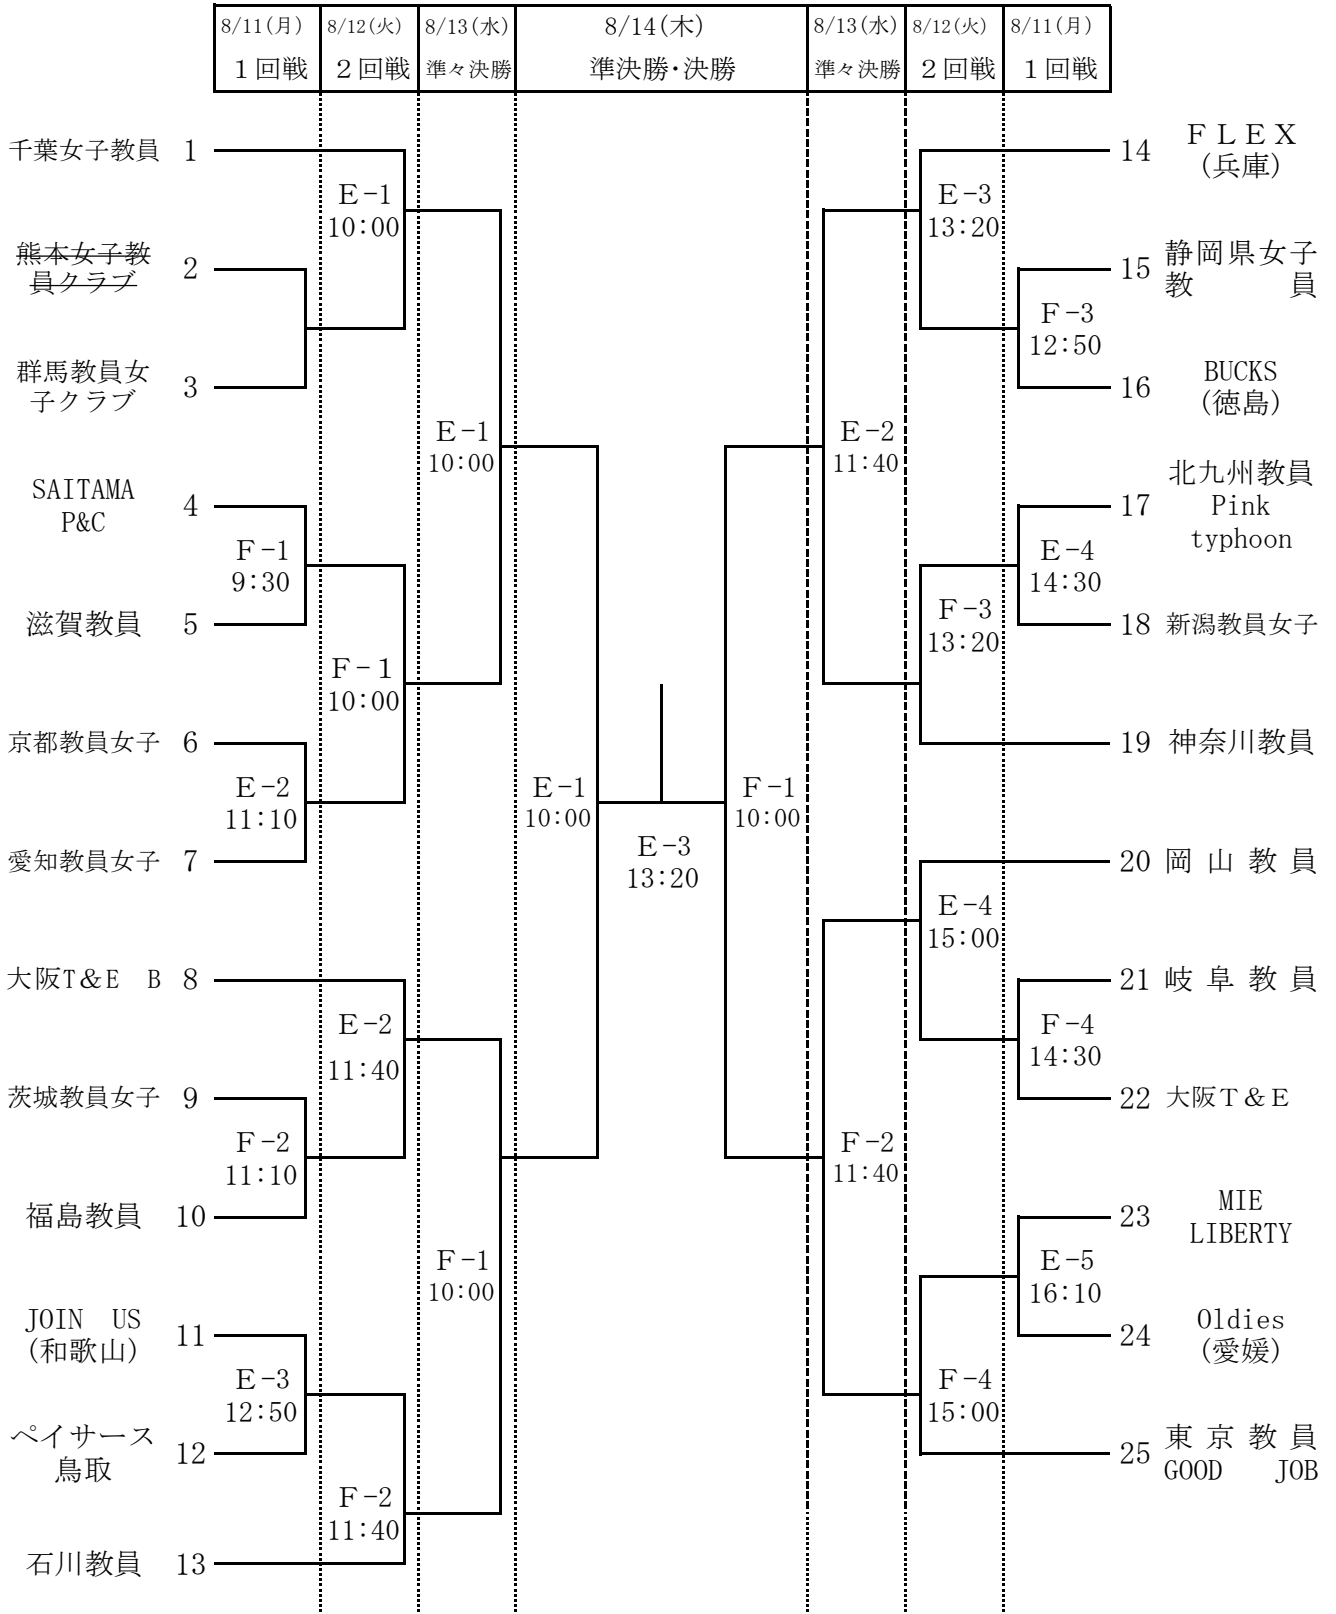 8/11(月) 8/12(火) 8/13(水) 8/14(木) 8/13(水) 8/12(火) 8/11(月)
１回戦 ２回戦 準々決勝 準決勝・決勝 準々決勝 ２回戦 １回戦
千葉女子教員 1
熊本女子教
員クラブ
2
群馬教員女
子クラブ
3
SAITAMA
P&C
4
滋賀教員 5
京都教員女子 6
愛知教員女子 7
大阪T＆E B 8
茨城教員女子 9
福島教員 10
JOIN US
(和歌山)
11
ペイサース
鳥取
12
石川教員 13
F-1
9:30
E-2
11:10
F-2
11:10
E-3
12:50
E-1
10:00
F-1
10:00
E-2
11:40
F-2
11:40
E-1
10:00
F-1
10:00
E-1
10:00
E-3
13:20
F-1
10:00
E-2
11:40
F-2
11:40
E-3
13:20
F-3
13:20
E-4
15:00
F-4
15:00
F-3
12:50
E-4
14:30
F-4
14:30
E-5
16:10
14
ＦＬＥＸ
(兵庫)
15
静岡県女子
教員
16
BUCKS
(徳島)
17
北九州教員
Pink
typhoon
18 新潟教員女子
19 神奈川教員
20 岡山教員
21 岐阜教員
22 大阪Ｔ＆Ｅ
23
MIE
LIBERTY
24
Oldies
(愛媛)
25
東京教員
GOOD JOB